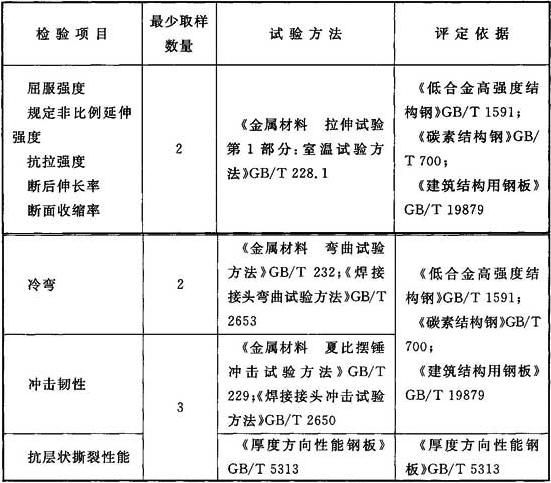 检验项目
最少取样
数量
试验方法
评定依据
屈服强度
规定非比例延伸
强度
抗拉强度
断后伸长率
断面收缩率
2
《金属材料 拉伸试验
第1部分:室温试验方
法》GB/T 228.1
《低合金高强度结
构钢》GB/T 1591;
《碳素结构钢》GB/
T 700;
《建筑结构用钢板》
GB/T 19879
冷弯
2
《金属材料 弯曲试验
方法》GB/T 232;《焊接
接头弯曲试验方法》GB/T
2653
《低合金高强度结
构钢》GB/T 1591;
《碳素结构钢》GB/T
700;
《建筑结构用钢板》
GB/T 19879
冲击韧性
3
《金属材料 夏比摆锤
冲击试验方法》GB/T
229;《焊接接头冲击试验
方法》GB/T 2650
抗层状撕裂性能
《厚度方向性能钢板》
GB/T 5313
《厚度方向性能钢
板》GB/T 5313